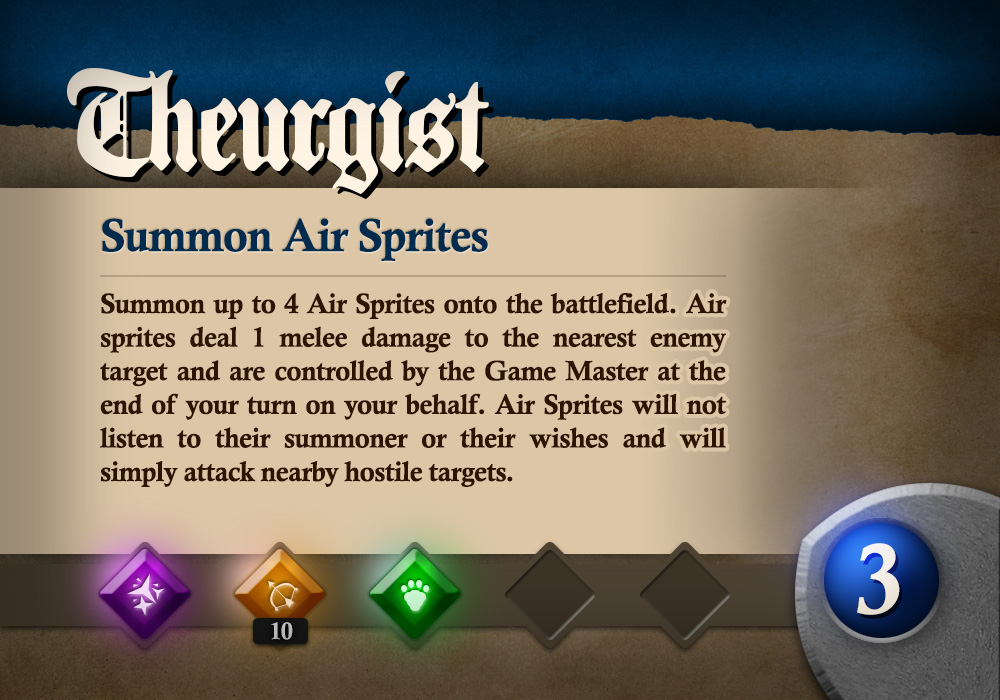 Theurgist
Summon Air Sprites
Summon up to 4 Air Sprites onto the battlefield. Air
sprites deal 1 melee damage to the nearest enemy
target and are controlled by the Game Master at the
end of your turn on your behalf. Air Sprites will not
listen to their summoner or their wishes and will
simply attack nearby hostile targets.
10
3